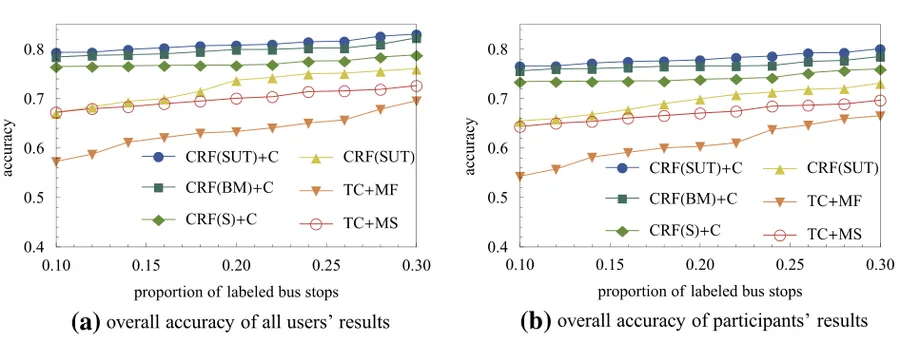 0.8
0.7
0.6
0.5
0.4
accuracy
CRF(SUT)+C
CRF(SUT)
CRF(BM)+C
TC+MF
CRF(S)+C
TC+MS
0.10 0.15 0.20 0.25 0.30
proportion of labeled bus stops
(a) overall accuracy of all users’ results
0.8
0.7
0.6
0.5
0.4
accuracy
CRF(SUT)+C
CRF(SUT)
CRF(BM)+C
TC+MF
CRF(S)+C
TC+MS
0.10 0.15 0.20 0.25 0.30
proportion of labeled bus stops
(b) overall accuracy of participants’ results